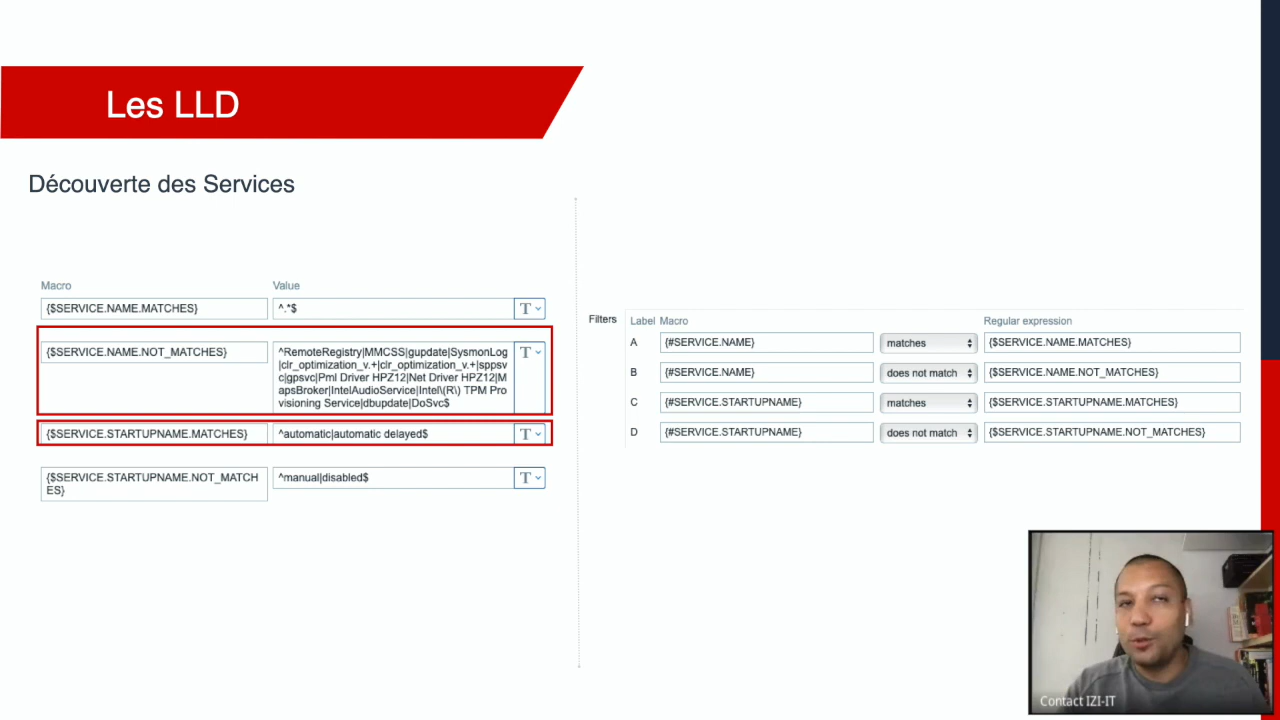 Les LLD
Découverte des Services
Macro Value
{$SERVICE.NAME.MATCHES} ^.*$ T
{$SERVICE.NAME.NOT_MATCHES} ^RemoteRegistry|MMCSS|gupdate|SysmonLog T
|clr_optimization_v.+|clr_optimization_v.+|sppsv
c|gpsvc|Pml Driver HPZ12|Net Driver HPZ12|M
apsBroker|IntelAudioService|Intel\(R\) TPM Pro
visioning Service|dbupdate|DoSvc$
{$SERVICE.STARTUPNAME.MATCHES} ^automatic|automatic delayed$ T
{$SERVICE.STARTUPNAME.NOT_MATCH ^manual|disabled$ T
ES}
Filters Label Macro Regular expression
A {#SERVICE.NAME} matches {$SERVICE.NAME.MATCHES}
B {#SERVICE.NAME} does not match {$SERVICE.NAME.NOT_MATCHES}
C {#SERVICE.STARTUPNAME} matches {$SERVICE.STARTUPNAME.MATCHES}
D {#SERVICE.STARTUPNAME} does not match {$SERVICE.STARTUPNAME.NOT_MATCHES}
Contact IZI-IT